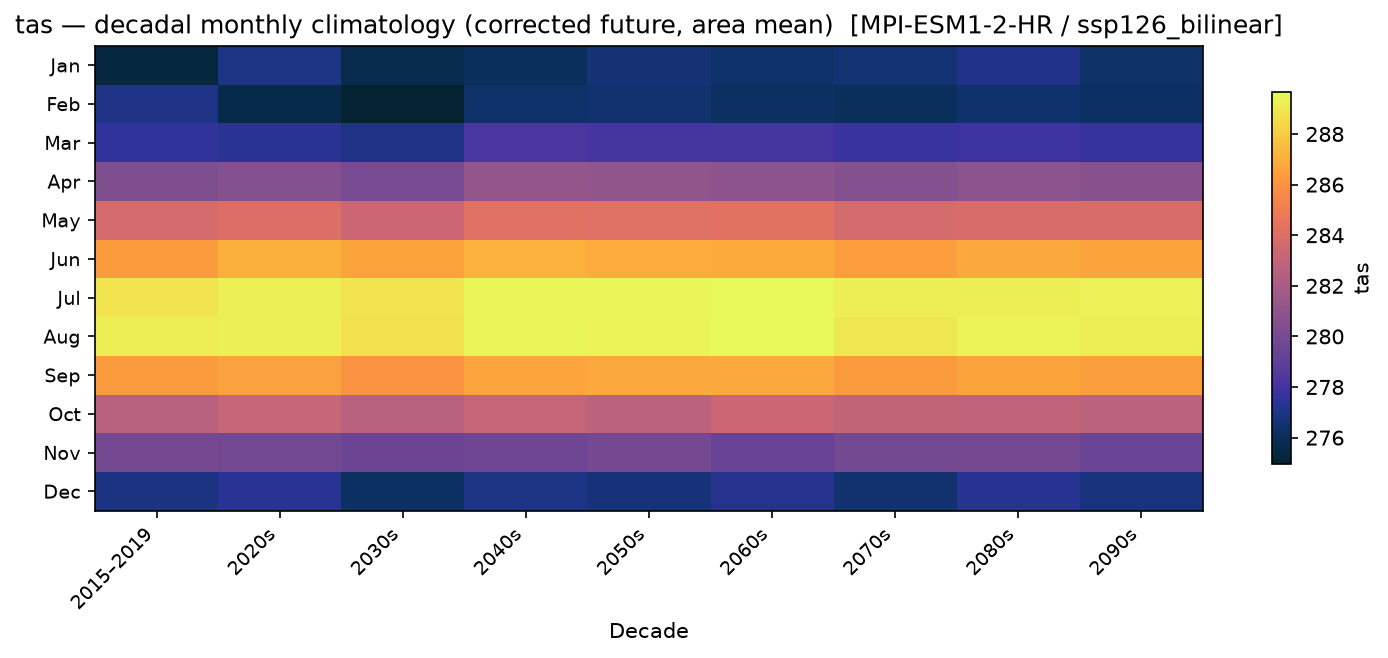 tas — decadal monthly climatology (corrected future, area mean)  [MPI-ESM1-2-HR / ssp126_bilinear]
Jan
Feb
Mar
Apr
May
Jun
Jul
Aug
Sep
Oct
Nov
Dec
2015–2019
2020s
2030s
2040s
2050s
2060s
2070s
2080s
2090s
Decade
288
286
284
282
280
278
276
tas